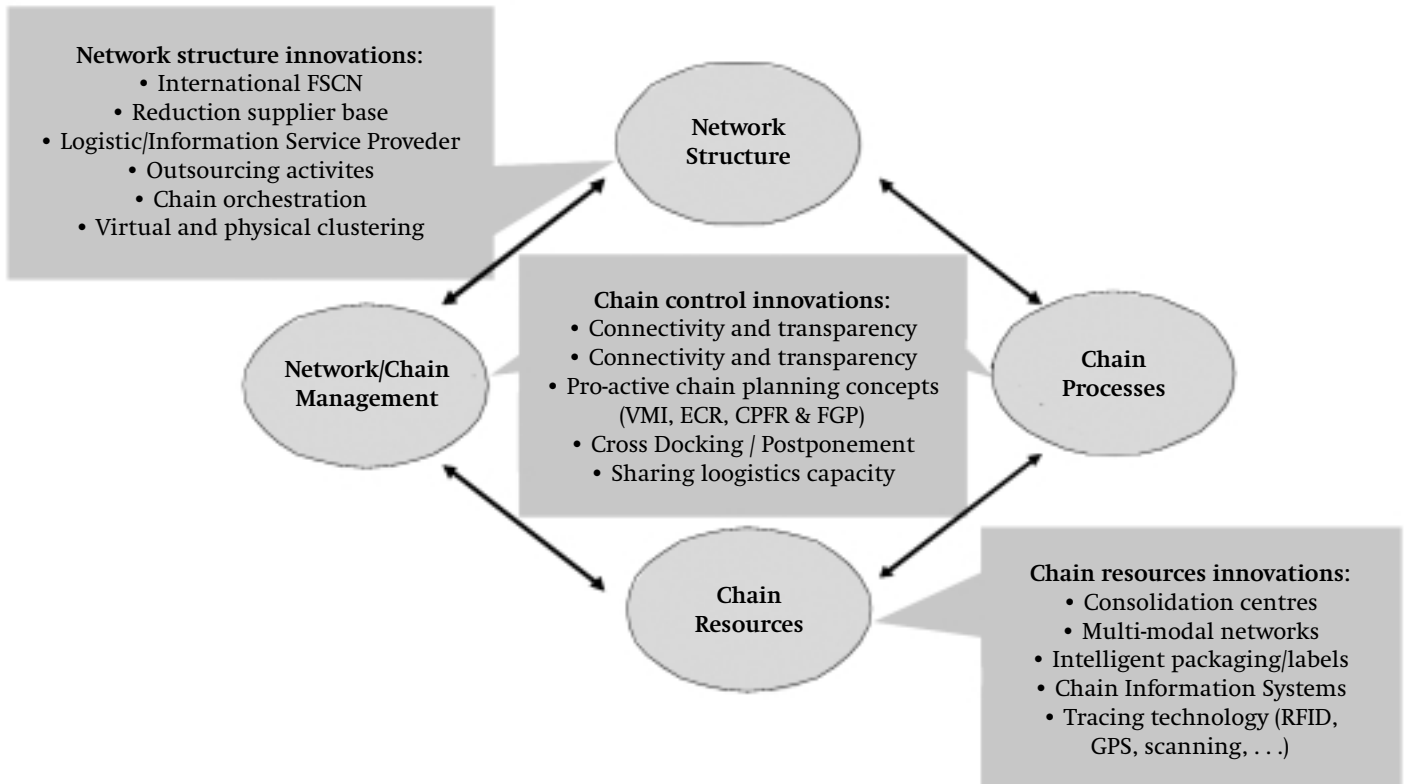 Network structure innovations:
• International FSCN
• Reduction supplier base
• Logistic/Information Service Proveder
• Outsourcing activites
• Chain orchestration
• Virtual and physical clustering
Network
Structure
Chain control innovations:
• Connectivity and transparency
• Connectivity and transparency
• Pro-active chain planning concepts
(VMI, ECR, CPFR & FGP)
• Cross Docking / Postponement
• Sharing loogistics capacity
Network/Chain
Management
Chain
Processes
Chain
Resources
Chain resources innovations:
• Consolidation centres
• Multi-modal networks
• Intelligent packaging/labels
• Chain Information Systems
• Tracing technology (RFID,
GPS, scanning, . . .)